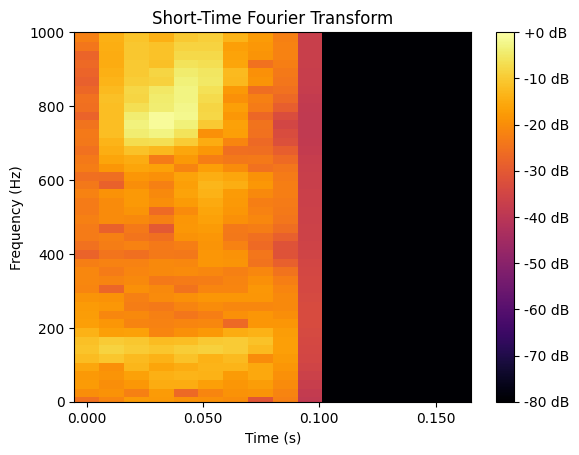 Short-Time Fourier Transform
Frequency (Hz)
1000
800
600
400
200
0
0.000 0.050 0.100 0.150
Time (s)
+0 dB
-10 dB
-20 dB
-30 dB
-40 dB
-50 dB
-60 dB
-70 dB
-80 dB